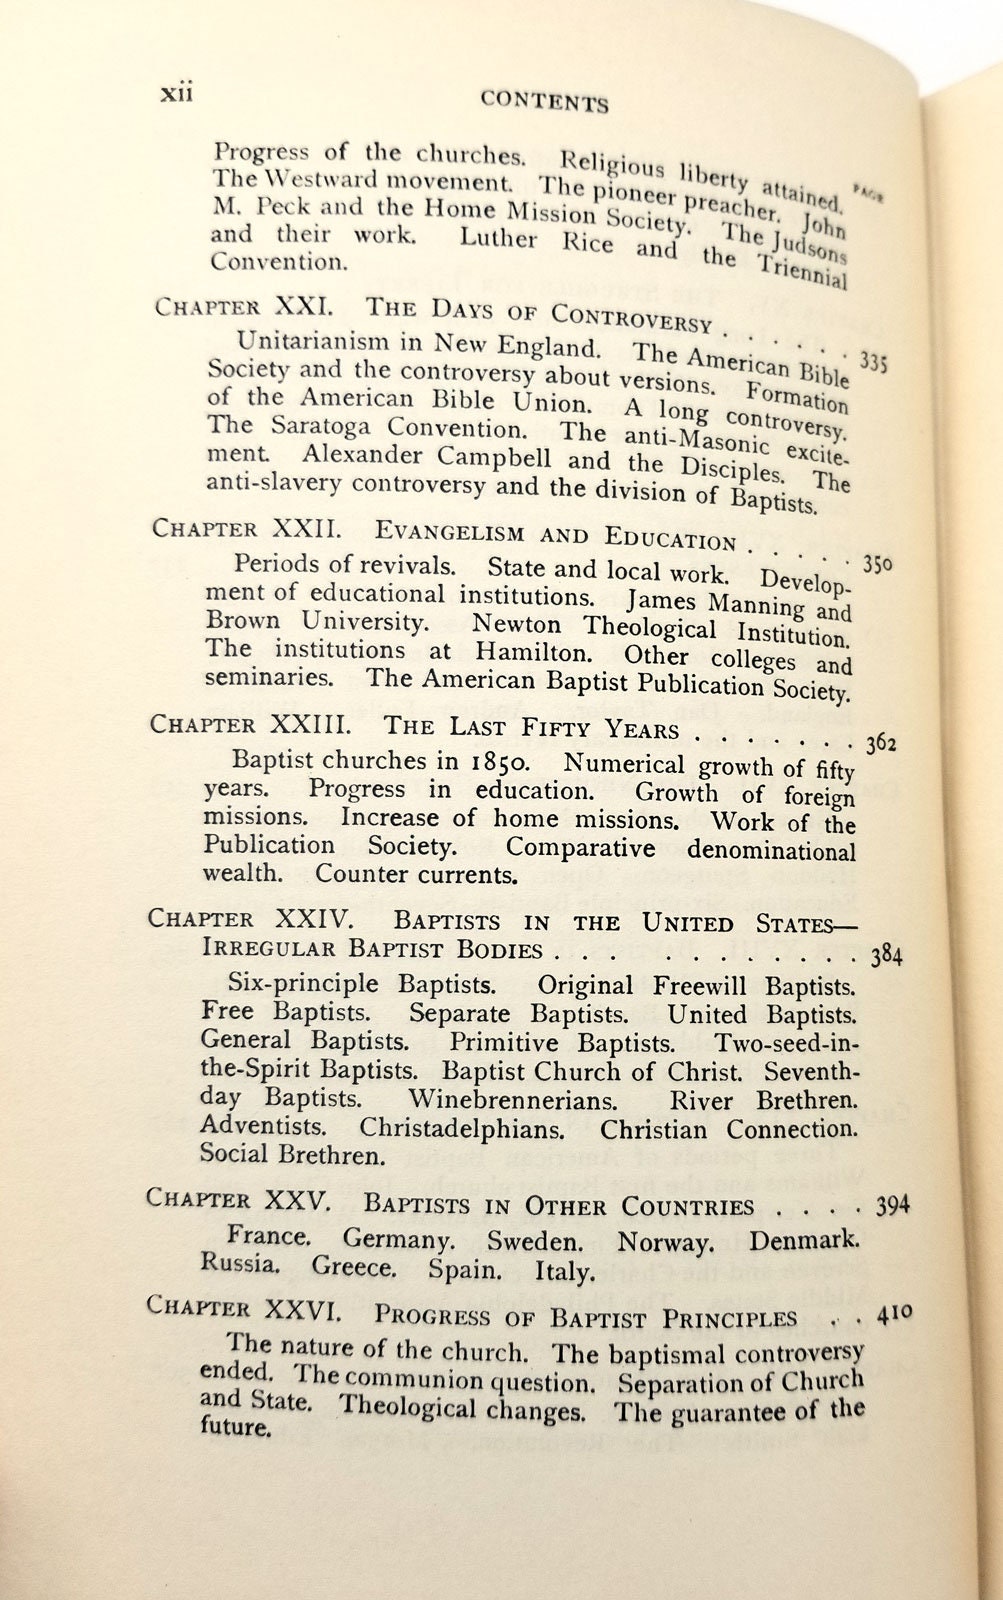 xii
CONTENTS
PAGE
Progress of the churches. Religious liberty attained.
The Westward movement. The pioneer preacher. John
M. Peck and the Home Mission Society. The Judsons
and their work. Luther Rice and the Triennial
Convention.
CHAPTER XXI. THE DAYS OF CONTROVERSY . . . . . . 335
Unitarianism in New England. The American Bible
Society and the controversy about versions. Formation
of the American Bible Union. A long controversy.
The Saratoga Convention. The anti-Masonic excite-
ment. Alexander Campbell and the Disciples. The
anti-slavery controversy and the division of Baptists.
CHAPTER XXII. EVANGELISM AND EDUCATION . . . . . 350
Periods of revivals. State and local work. Develop-
ment of educational institutions. James Manning and
Brown University. Newton Theological Institution.
The institutions at Hamilton. Other colleges and
seminaries. The American Baptist Publication Society.
CHAPTER XXIII. THE LAST FIFTY YEARS . . . . . . . 362
Baptist churches in 1850. Numerical growth of fifty
years. Progress in education. Growth of foreign
missions. Increase of home missions. Work of the
Publication Society. Comparative denominational
wealth. Counter currents.
CHAPTER XXIV. BAPTISTS IN THE UNITED STATES—
IRREGULAR BAPTIST BODIES . . . . . . . . . . . . 384
Six-principle Baptists. Original Freewill Baptists.
Free Baptists. Separate Baptists. United Baptists.
General Baptists. Primitive Baptists. Two-seed-in-
the-Spirit Baptists. Baptist Church of Christ. Seventh-
day Baptists. Winebrennerians. River Brethren.
Adventists. Christadelphians. Christian Connection.
Social Brethren.
CHAPTER XXV. BAPTISTS IN OTHER COUNTRIES . . . . 394
France. Germany. Sweden. Norway. Denmark.
Russia. Greece. Spain. Italy.
CHAPTER XXVI. PROGRESS OF BAPTIST PRINCIPLES . . 410
The nature of the church. The baptismal controversy
ended. The communion question. Separation of Church
and State. Theological changes. The guarantee of the
future.